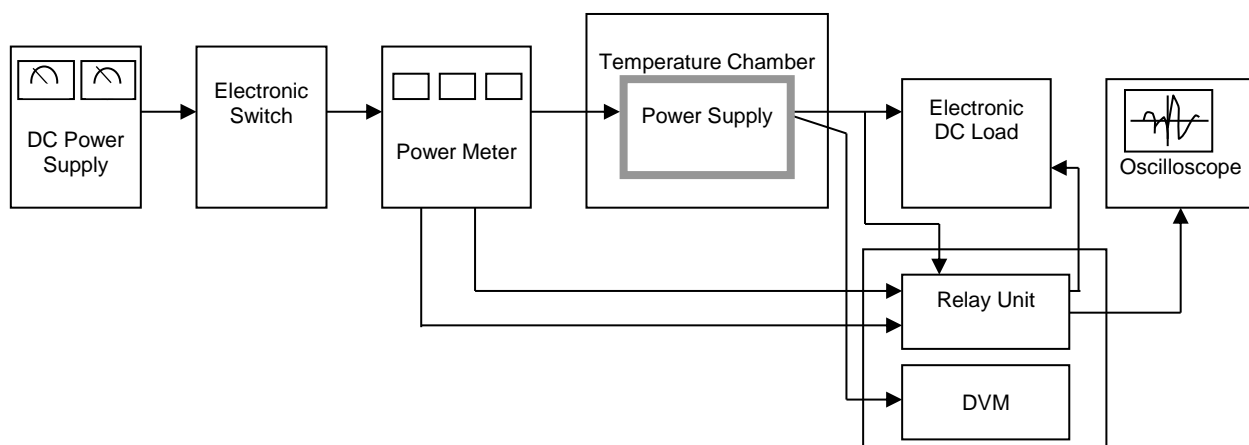 DC Power
Supply
Electronic
Switch
Power Meter
Temperature Chamber
Power Supply
Electronic
DC Load
Oscilloscope
Relay Unit
DVM